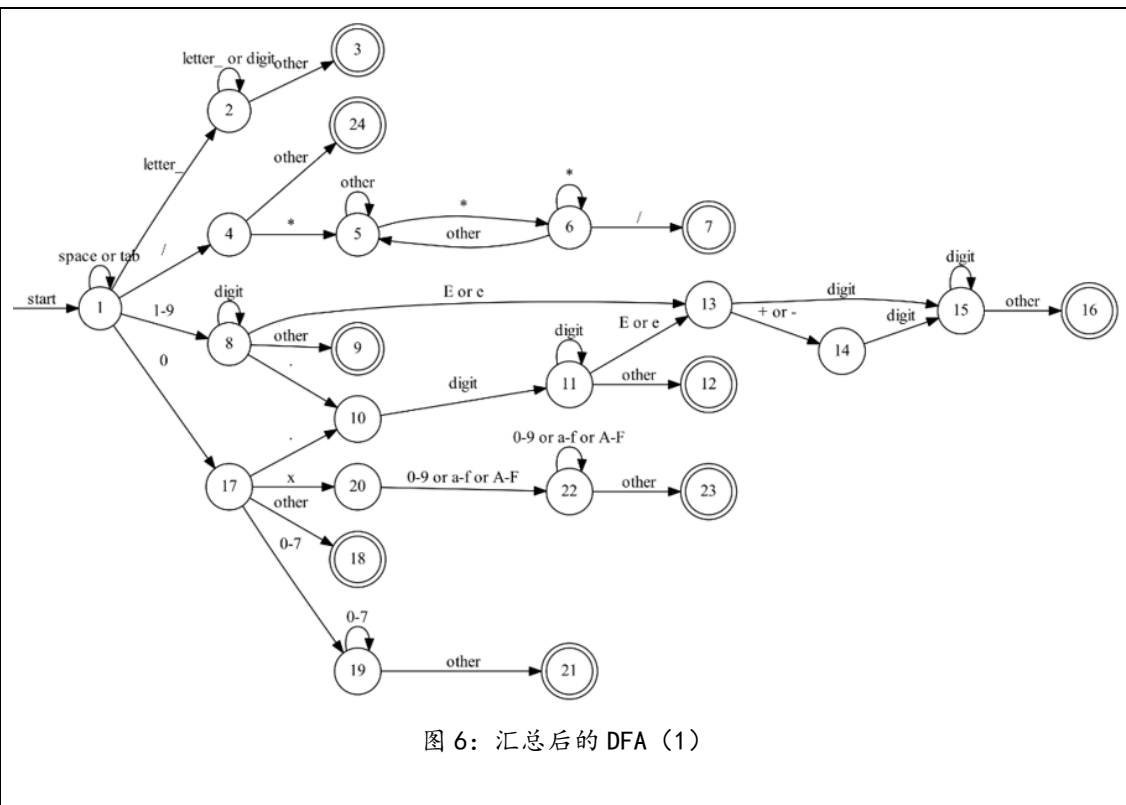 letter_ or digit
other
3
2
24
letter_
other
other
*
*
4
*
5
other
6
/
7
/
space or tab
start
1
1-9
digit
8
other
9
.
E or e
13
digit
+ or -
digit
14
digit
15
other
16
E or e
digit
11
other
12
0
10
digit
.
17
x
20
0-9 or a-f or A-F
0-9 or a-f or A-F
22
other
23
other
18
0-7
0-7
19
other
21
图 6：汇总后的 DFA（1）